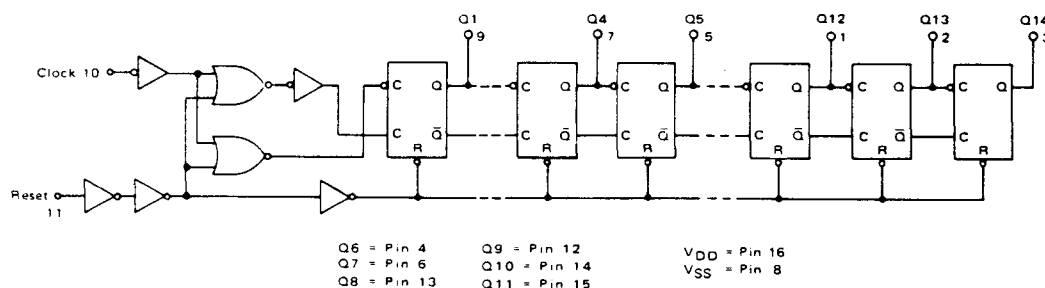 Q1
9
Q4
7
Q5
5
Q12
1
Q13
2
Q14
3
Clock 10
C Q
C Q̅
C Q
C Q̅
R
C Q
C Q̅
R
C Q
C Q̅
R
C Q
C Q̅
R
C Q
C
R
Reset
11
Q6 = Pin 4
Q7 = Pin 6
Q8 = Pin 13
Q9 = Pin 12
Q10 = Pin 14
Q11 = Pin 15
VDD = Pin 16
VSS = Pin 8